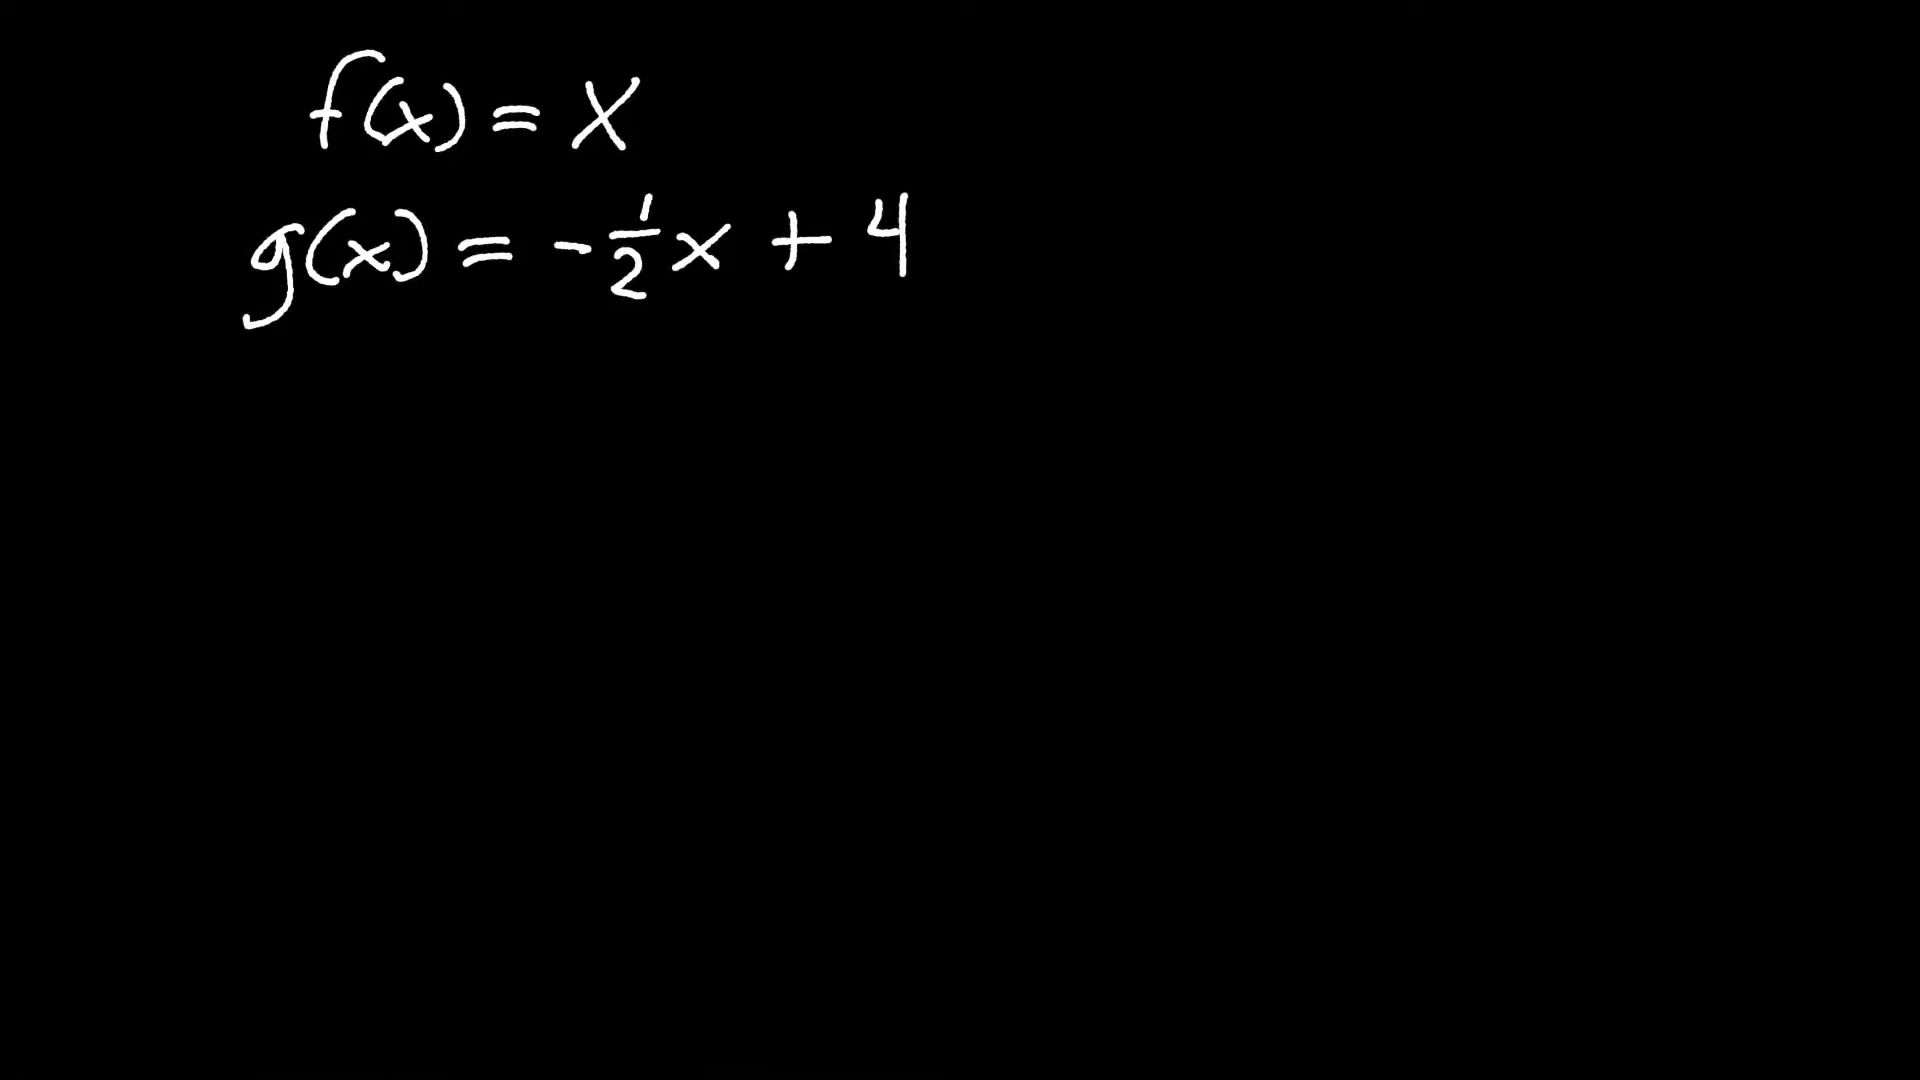 f(x) = x
g(x) = -½x + 4